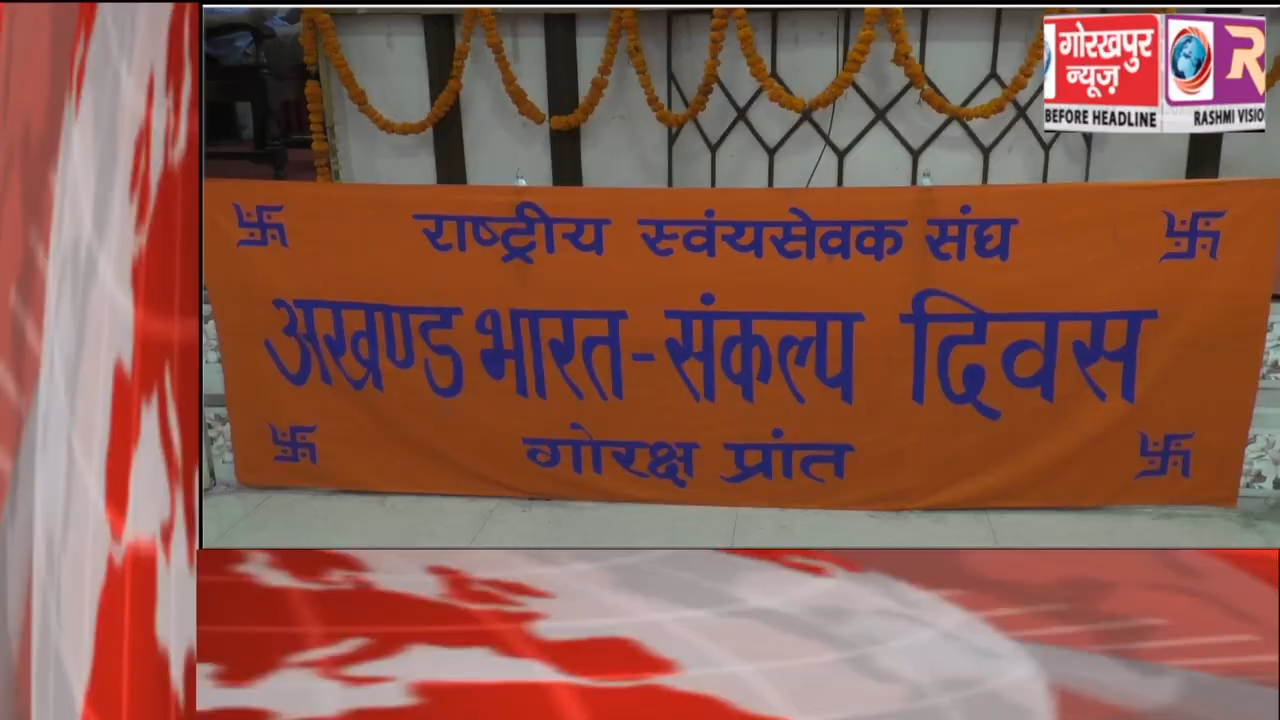 गोरखपुर
न्यूज़
BEFORE HEADLINE
R
RASHMI VISIO
राष्ट्रीय स्वंयसेवक संघ
अखण्ड भारत-संकल्प दिवस
गोरक्ष प्रांत